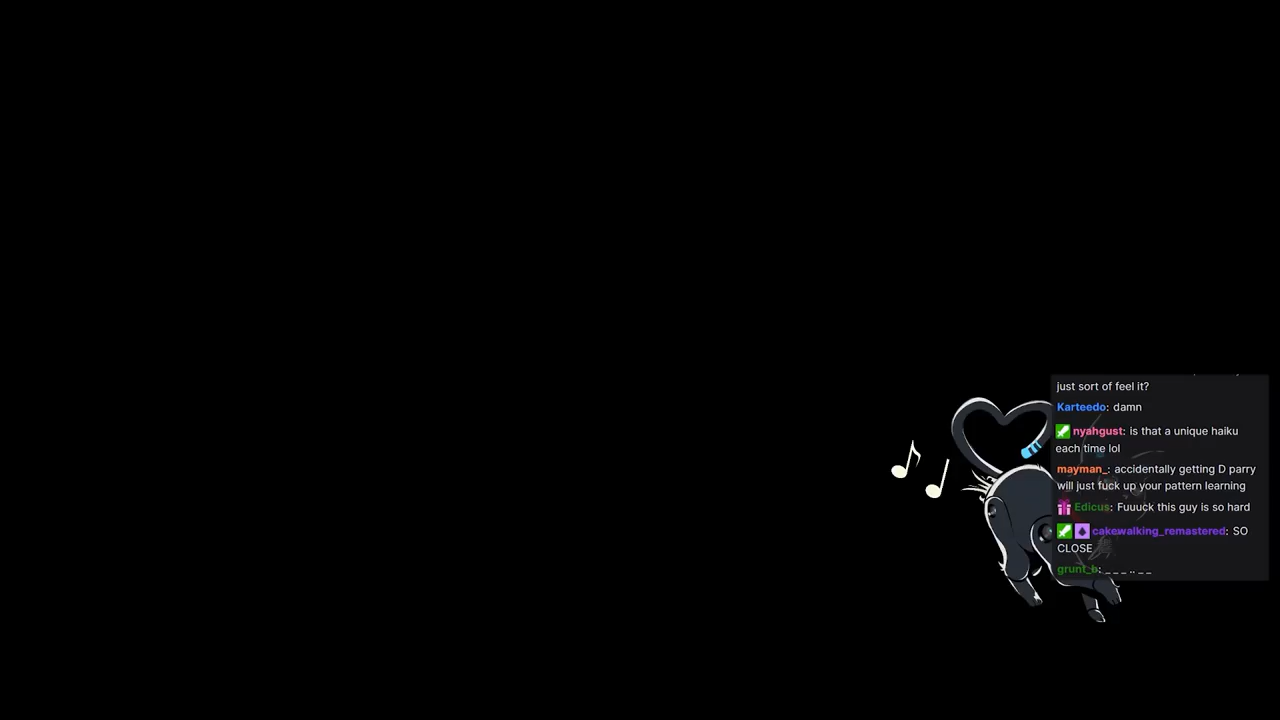 just sort of feel it?
Karteedo: damn
nyahgust: is that a unique haiku
each time lol
mayman_: accidentally getting D parry
will just fuck up your pattern learning
Edicus: Fuuuck this guy is so hard
cakewalking_remastered: SO
CLOSE
grunt_b: _ _ _ .. _ _